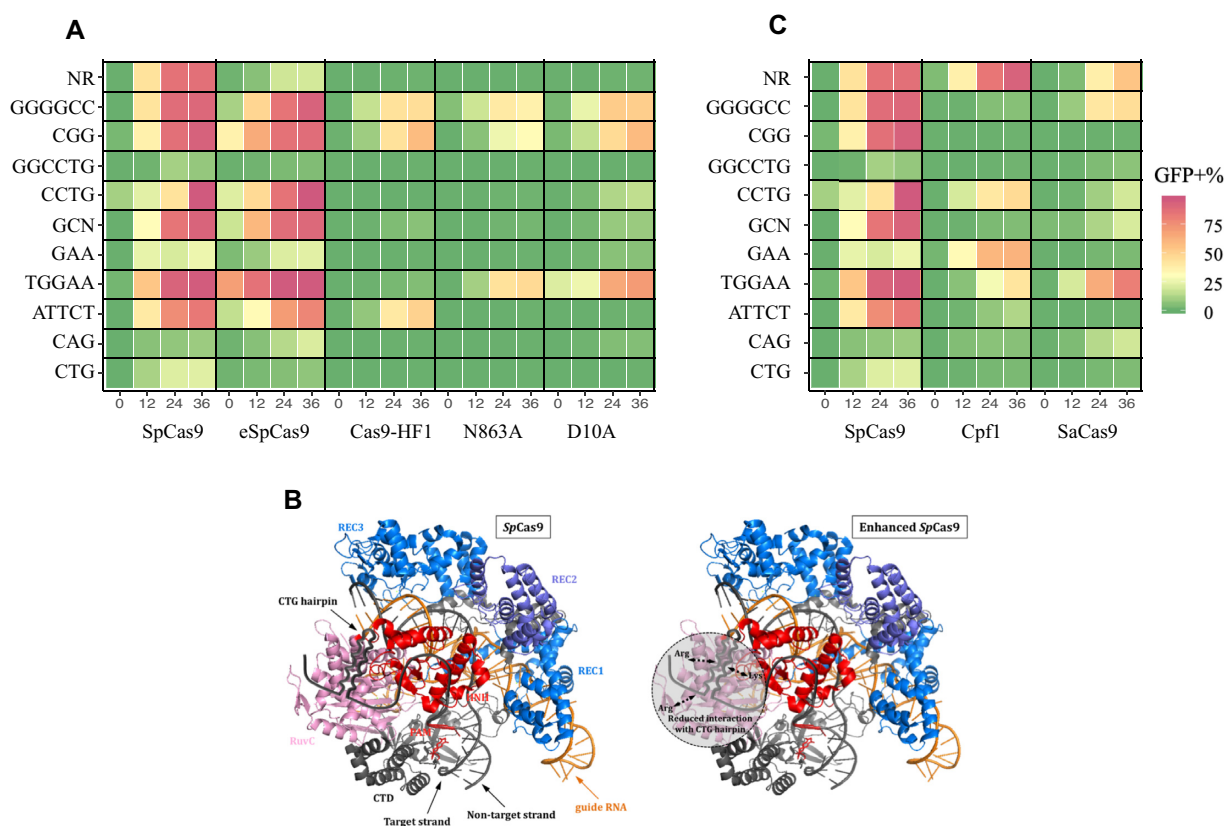 A
NR
GGGGCC
CGG
GGCCTG
CCTG
GCN
GAA
TGGAA
ATTCT
CAG
CTG
0 12 24 36 0 12 24 36 0 12 24 36 0 12 24 36 0 12 24 36
SpCas9 eSpCas9 Cas9-HF1 N863A D10A
C
NR
GGGGCC
CGG
GGCCTG
CCTG
GCN
GAA
TGGAA
ATTCT
CAG
CTG
0 12 24 36 0 12 24 36 0 12 24 36
SpCas9 Cpf1 SaCas9
GFP+%
75
50
25
0
B
SpCas9
REC3
REC2
CTG hairpin
REC1
HNH
RuvC
PAM
CTD
Target strand
Non-target strand
guide RNA
Enhanced SpCas9
Arg
Lys
Arg
Reduced interaction
with CTG hairpin